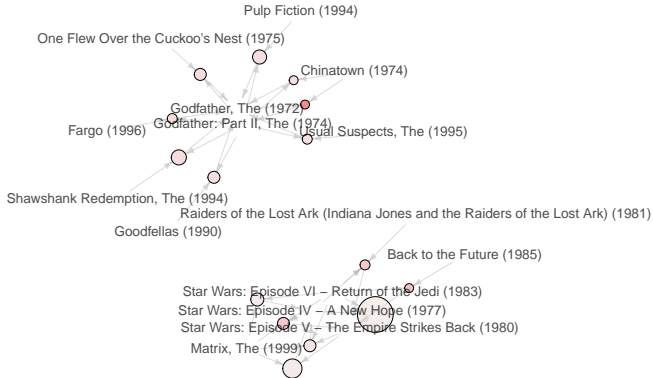 Pulp Fiction (1994)
One Flew Over the Cuckoo's Nest (1975)
Chinatown (1974)
Godfather, The (1972)
Godfather: Part II, The (1974)
Fargo (1996)
Usual Suspects, The (1995)
Shawshank Redemption, The (1994)
Raiders of the Lost Ark (Indiana Jones and the Raiders of the Lost Ark) (1981)
Goodfellas (1990)
Back to the Future (1985)
Star Wars: Episode VI – Return of the Jedi (1983)
Star Wars: Episode IV – A New Hope (1977)
Star Wars: Episode V – The Empire Strikes Back (1980)
Matrix, The (1999)